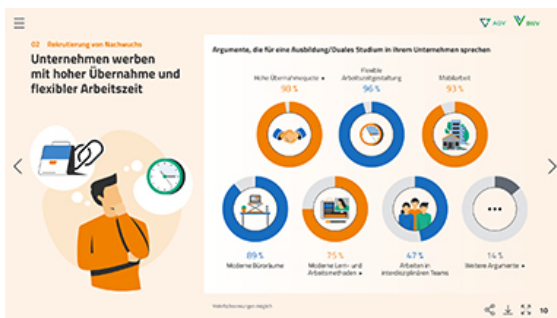 AGV BWV
02 Rekrutierung von Nachwuchs
Unternehmen werben
mit hoher Übernahme und
flexibler Arbeitszeit
Argumente, die für eine Ausbildung/Duales Studium in Ihrem Unternehmen sprechen
Hohe Übernahmequote
98 %
Flexible
Arbeitszeitgestaltung
96 %
Mobilarbeit
93 %
89 %
Moderne Büroräume
75 %
Moderne Lern- und
Arbeitsmethoden
47 %
Arbeiten in
interdisziplinären Teams
14 %
Weitere Argumente
Mehrfachnennungen möglich
10